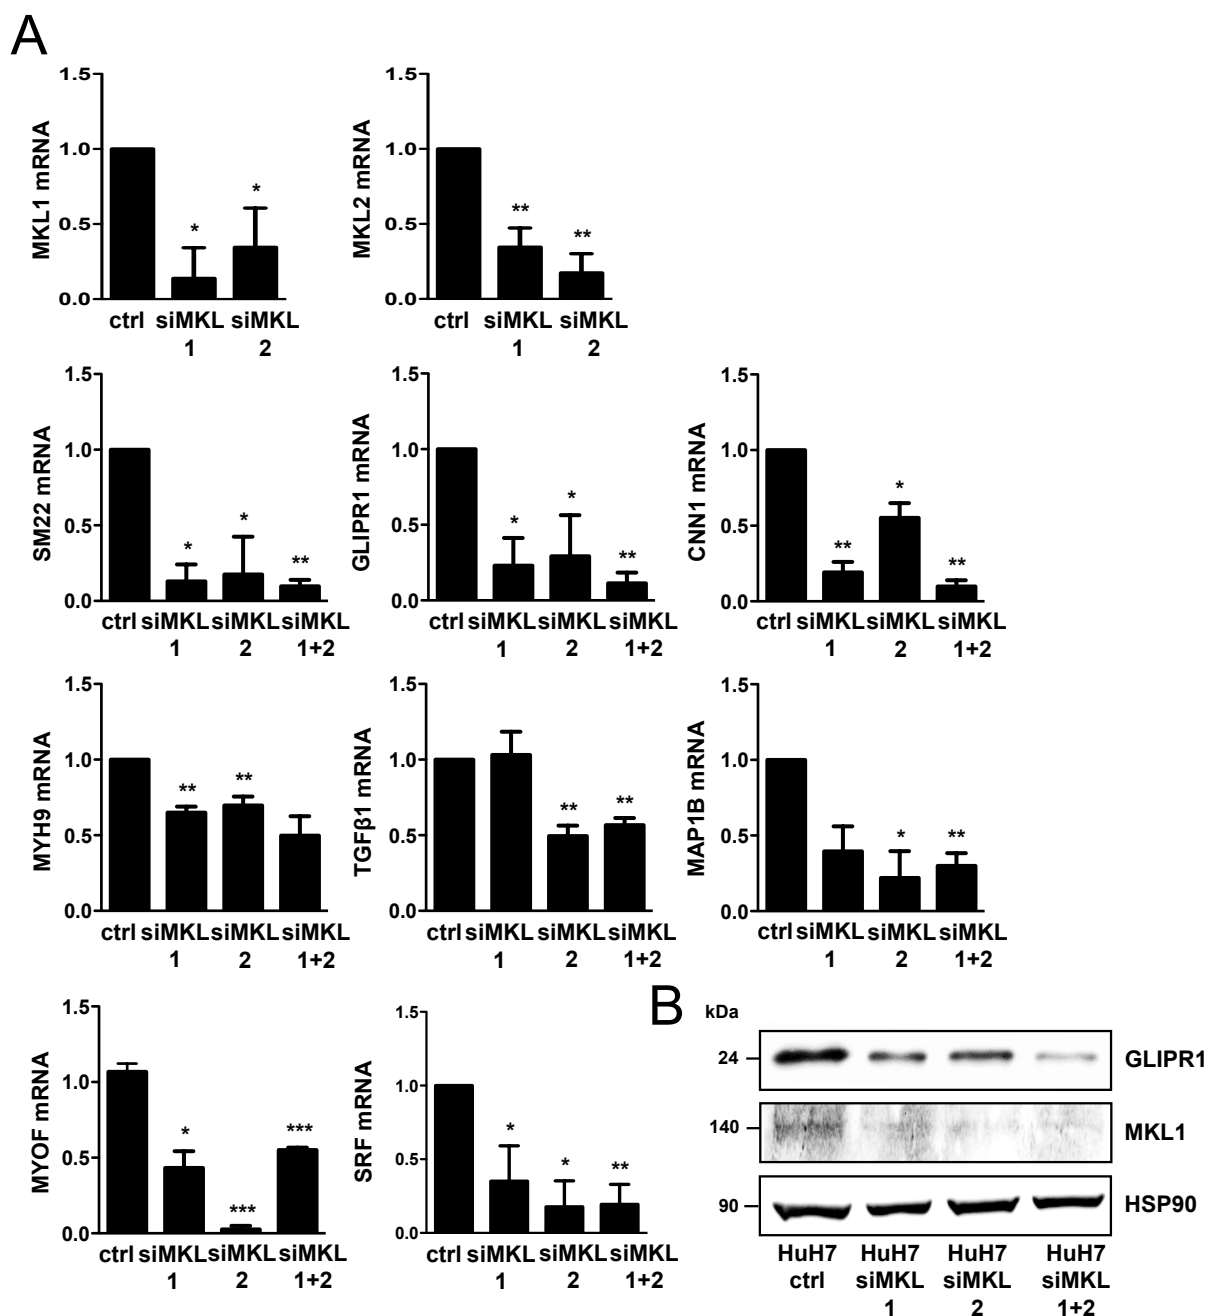 A
MKL1 mRNA
1.5
1.0
0.5
0.0
*
*
ctrl siMKL siMKL
1 2
MKL2 mRNA
1.5
1.0
0.5
0.0
**
**
ctrl siMKL siMKL
1 2
SM22 mRNA
1.5
1.0
0.5
0.0
*
*
**
ctrl siMKL siMKL siMKL
1 2 1+2
GLIPR1 mRNA
1.5
1.0
0.5
0.0
*
*
**
ctrl siMKL siMKL siMKL
1 2 1+2
CNN1 mRNA
1.5
1.0
0.5
0.0
**
*
**
ctrl siMKL siMKL siMKL
1 2 1+2
MYH9 mRNA
1.5
1.0
0.5
0.0
**
**
ctrl siMKL siMKL siMKL
1 2 1+2
TGFβ1 mRNA
1.5
1.0
0.5
0.0
**
**
ctrl siMKL siMKL siMKL
1 2 1+2
MAP1B mRNA
1.5
1.0
0.5
0.0
*
**
ctrl siMKL siMKL siMKL
1 2 1+2
MYOF mRNA
1.5
1.0
0.5
0.0
*
***
***
ctrl siMKL siMKL siMKL
1 2 1+2
SRF mRNA
1.5
1.0
0.5
0.0
*
*
**
ctrl siMKL siMKL siMKL
1 2 1+2
B
kDa
24 GLIPR1
140 MKL1
90 HSP90
HuH7 HuH7 HuH7 HuH7
ctrl siMKL siMKL siMKL
1 2 1+2